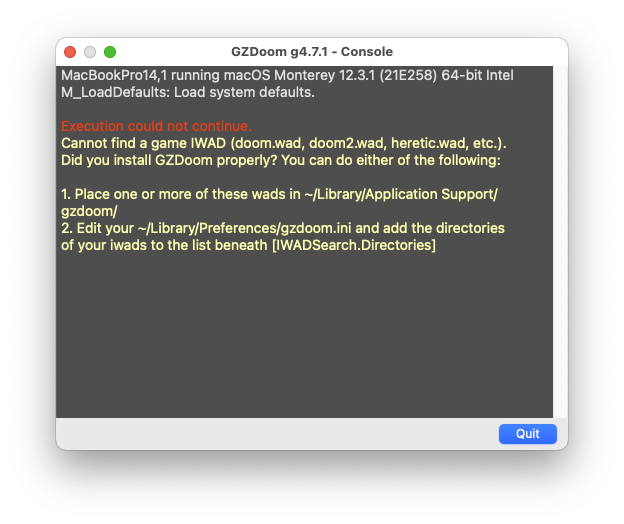 GZDoom g4.7.1 - Console
MacBookPro14,1 running macOS Monterey 12.3.1 (21E258) 64-bit Intel
M_LoadDefaults: Load system defaults.
Execution could not continue.
Cannot find a game IWAD (doom.wad, doom2.wad, heretic.wad, etc.).
Did you install GZDoom properly? You can do either of the following:
1. Place one or more of these wads in ~/Library/Application Support/
gzdoom/
2. Edit your ~/Library/Preferences/gzdoom.ini and add the directories
of your iwads to the list beneath [IWADSearch.Directories]
Quit